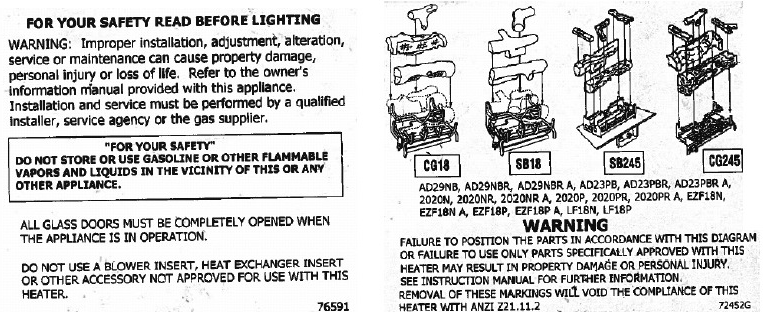 FOR YOUR SAFETY READ BEFORE LIGHTING
WARNING: Improper installation, adjustment, alteration,
service or maintenance can cause property damage,
personal injury or loss of life. Refer to the owner's
information manual provided with this appliance.
Installation and service must be performed by a qualified
installer, service agency or the gas supplier.
"FOR YOUR SAFETY"
DO NOT STORE OR USE GASOLINE OR OTHER FLAMMABLE
VAPORS AND LIQUIDS IN THE VICINITY OF THIS OR ANY
OTHER APPLIANCE.
ALL GLASS DOORS MUST BE COMPLETELY OPENED WHEN
THE APPLIANCE IS IN OPERATION.
DO NOT USE A BLOWER INSERT, HEAT EXCHANGER INSERT
OR OTHER ACCESSORY NOT APPROVED FOR USE WITH THIS
HEATER.
76591
CG18 SB18 SB245 CG245
AD29NB, AD29NBR, AD29NBR A, AD23PB, AD23PBR, AD23PBR A,
2020N, 2020NR, 2020NR A, 2020P, 2020PR, 2020PR A, EZF18N,
EZF18N A, EZF18P, EZF18P A, LF18N, LF18P
WARNING
FAILURE TO POSITION THE PARTS IN ACCORDANCE WITH THIS DIAGRAM
OR FAILURE TO USE ONLY PARTS SPECIFICALLY APPROVED WITH THIS
HEATER MAY RESULT IN PROPERTY DAMAGE OR PERSONAL INJURY.
SEE INSTRUCTION MANUAL FOR FURTHER INFORMATION.
REMOVAL OF THESE MARKINGS WILL VOID THE COMPLIANCE OF THIS
HEATER WITH ANZI Z21.11.2
72452G